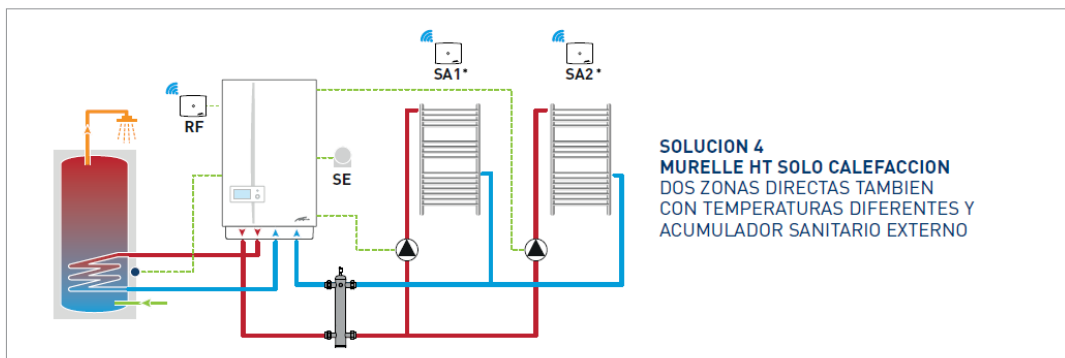 SA1*
SA2*
RF
SE
SOLUCION 4
MURELLE HT SOLO CALEFACCION
DOS ZONAS DIRECTAS TAMBIEN
CON TEMPERATURAS DIFERENTES Y
ACUMULADOR SANITARIO EXTERNO